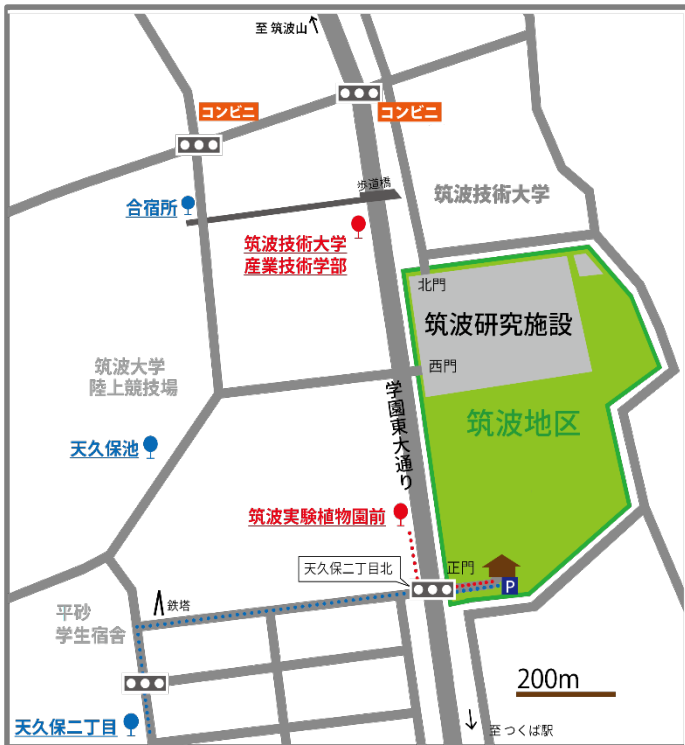 至 筑波山
コンビニ
コンビニ
歩道橋
合宿所
筑波技術大学
筑波技術大学
産業技術学部
北門
筑波研究施設
西門
筑波大学
陸上競技場
学園東大通り
筑波地区
天久保池
筑波実験植物園前
天久保二丁目北
正門
P
鉄塔
平砂
学生宿舎
200m
天久保二丁目
至 つくば駅